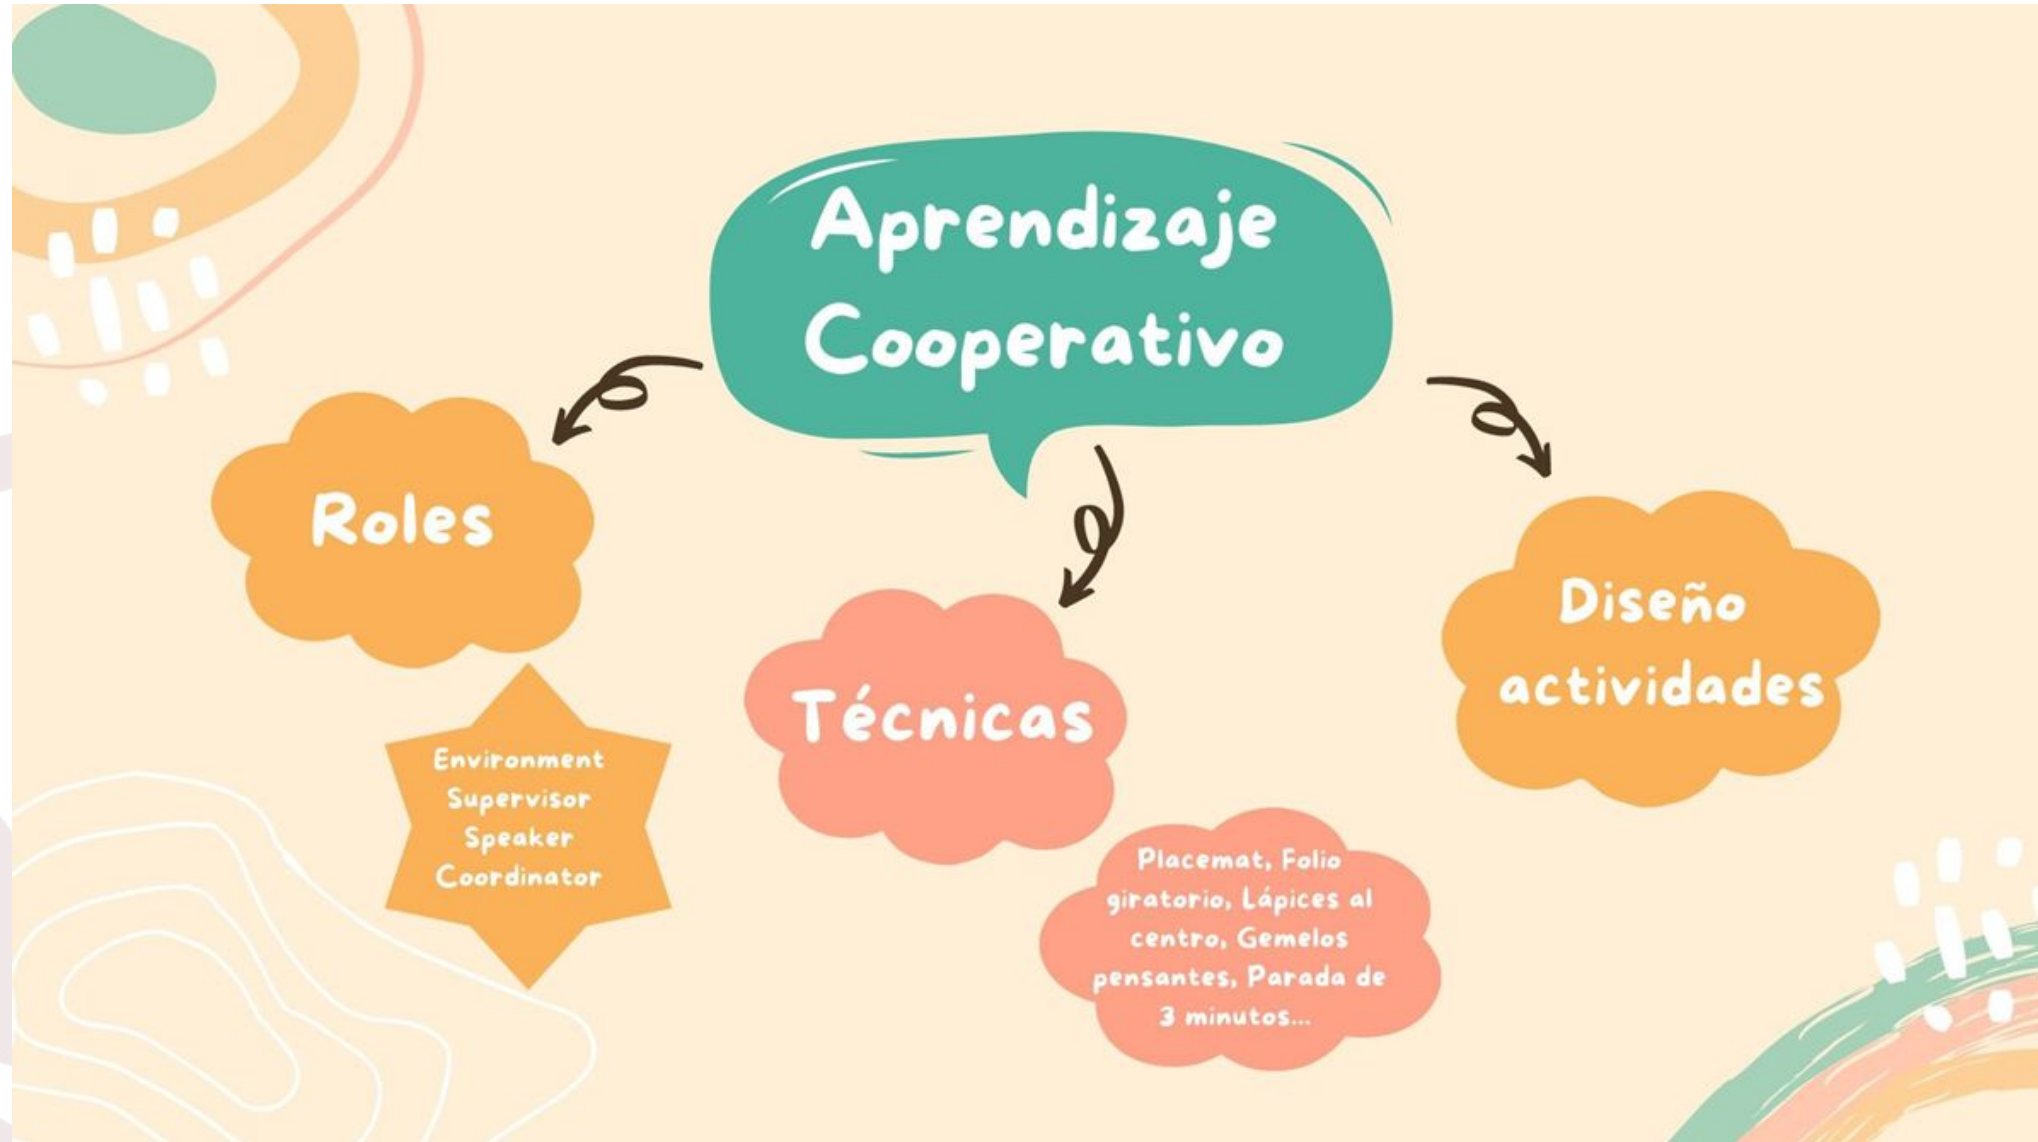 Aprendizaje
Cooperativo
Roles
Environment
Supervisor
Speaker
Coordinator
Técnicas
Placemat, Folio
giratorio, Lápices al
centro, Gemelos
pensantes, Parada de
3 minutos...
Diseño
actividades